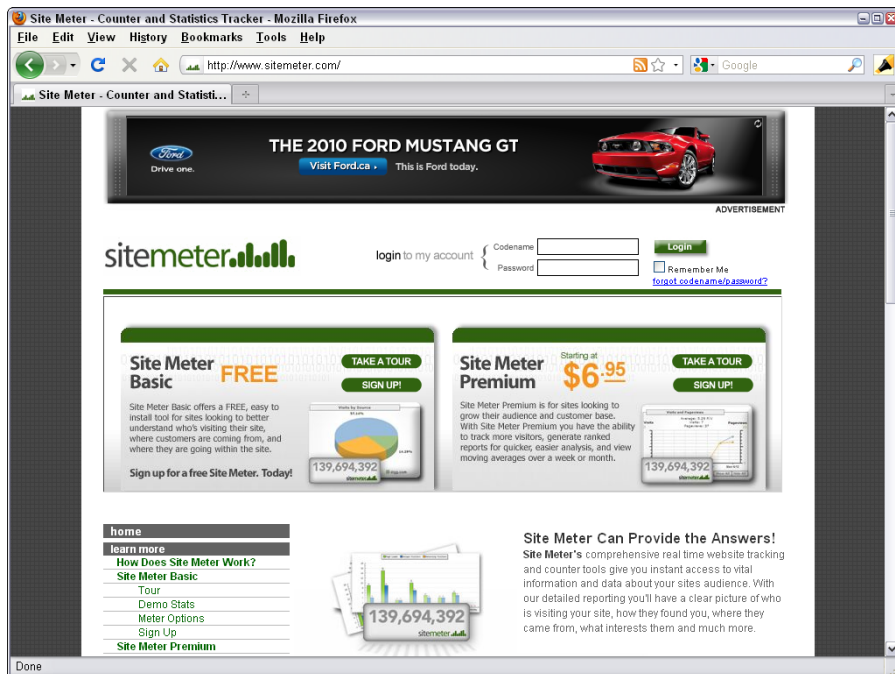 Site Meter - Counter and Statistics Tracker - Mozilla Firefox
File Edit View History Bookmarks Tools Help
http://www.sitemeter.com/
Google
Site Meter - Counter and Statisti...
Ford
Drive one.
THE 2010 FORD MUSTANG GT
Visit Ford.ca
This is Ford today.
ADVERTISEMENT
sitemeter
login to my account
Codename
Password
Login
Remember Me
forgot codename/password?
Site Meter
Basic
FREE
TAKE A TOUR
SIGN UP!
Site Meter Basic offers a FREE, easy to
install tool for sites looking to better
understand who's visiting their site,
where customers are coming from, and
where they are going within the site.
Sign up for a free Site Meter. Today!
Visits by Source
139,694,392
sitemeter
Site Meter
Premium
Starting at
$6.95
TAKE A TOUR
SIGN UP!
Site Meter Premium is for sites looking to
grow their audience and customer base.
With Site Meter Premium you have the ability
to track more visitors, generate ranked
reports for quicker, easier analysis, and view
moving averages over a week or month.
Visits and Pageviews
139,694,392
sitemeter
home
learn more
How Does Site Meter Work?
Site Meter Basic
Tour
Demo Stats
Meter Options
Sign Up
Site Meter Premium
139,694,392
sitemeter
Site Meter Can Provide the Answers!
Site Meter's comprehensive real time website tracking
and counter tools give you instant access to vital
information and data about your sites audience. With
our detailed reporting you'll have a clear picture of who
is visiting your site, how they found you, where they
came from, what interests them and much more.
Done